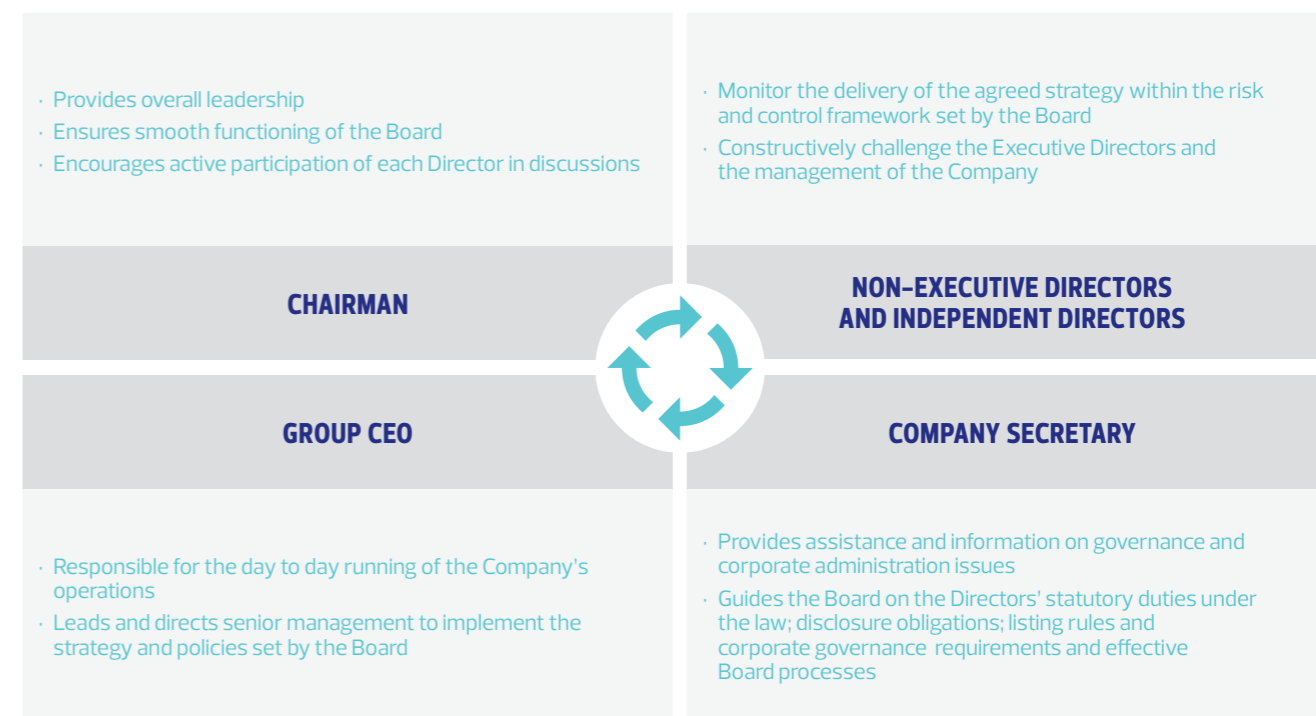 · Provides overall leadership
· Ensures smooth functioning of the Board
· Encourages active participation of each Director in discussions
CHAIRMAN
· Monitor the delivery of the agreed strategy within the risk
and control framework set by the Board
· Constructively challenge the Executive Directors and
the management of the Company
NON-EXECUTIVE DIRECTORS
AND INDEPENDENT DIRECTORS
GROUP CEO
· Responsible for the day to day running of the Company's
operations
· Leads and directs senior management to implement the
strategy and policies set by the Board
COMPANY SECRETARY
· Provides assistance and information on governance and
corporate administration issues
· Guides the Board on the Directors' statutory duties under
the law; disclosure obligations; listing rules and
corporate governance requirements and effective
Board processes